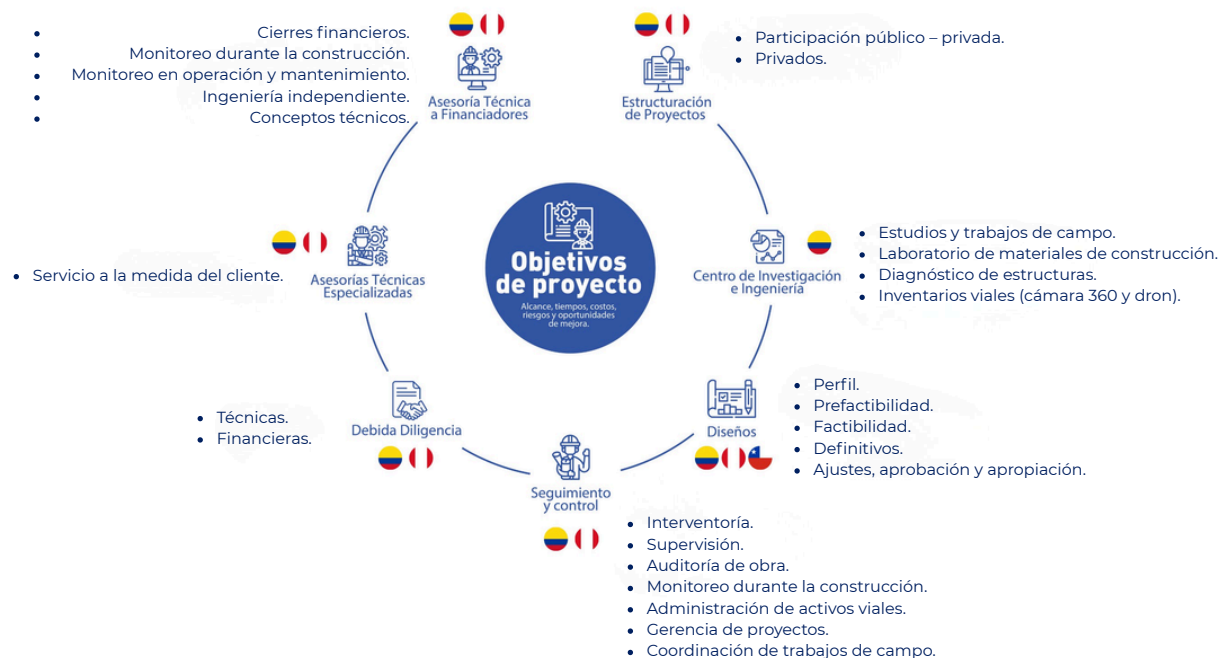 Cierres financieros.
Monitoreo durante la construcción.
Monitoreo en operación y mantenimiento.
Ingeniería independiente.
Conceptos técnicos.
Asesoría Técnica
a Financiadores
Estructuración
de Proyectos
Participación público – privada.
Privados.
Servicio a la medida del cliente.
Asesorías Técnicas
Especializadas
Objetivos
de proyecto
Alcance, tiempos, costos,
riesgos y oportunidades
de mejora.
Centro de Investigación
e Ingeniería
Estudios y trabajos de campo.
Laboratorio de materiales de construcción.
Diagnóstico de estructuras.
Inventarios viales (cámara 360 y dron).
Técnicas.
Financieras.
Debida Diligencia
Diseños
Perfil.
Prefactibilidad.
Factibilidad.
Definitivos.
Ajustes, aprobación y apropiación.
Seguimiento
y control
Interventoría.
Supervisión.
Auditoría de obra.
Monitoreo durante la construcción.
Administración de activos viales.
Gerencia de proyectos.
Coordinación de trabajos de campo.